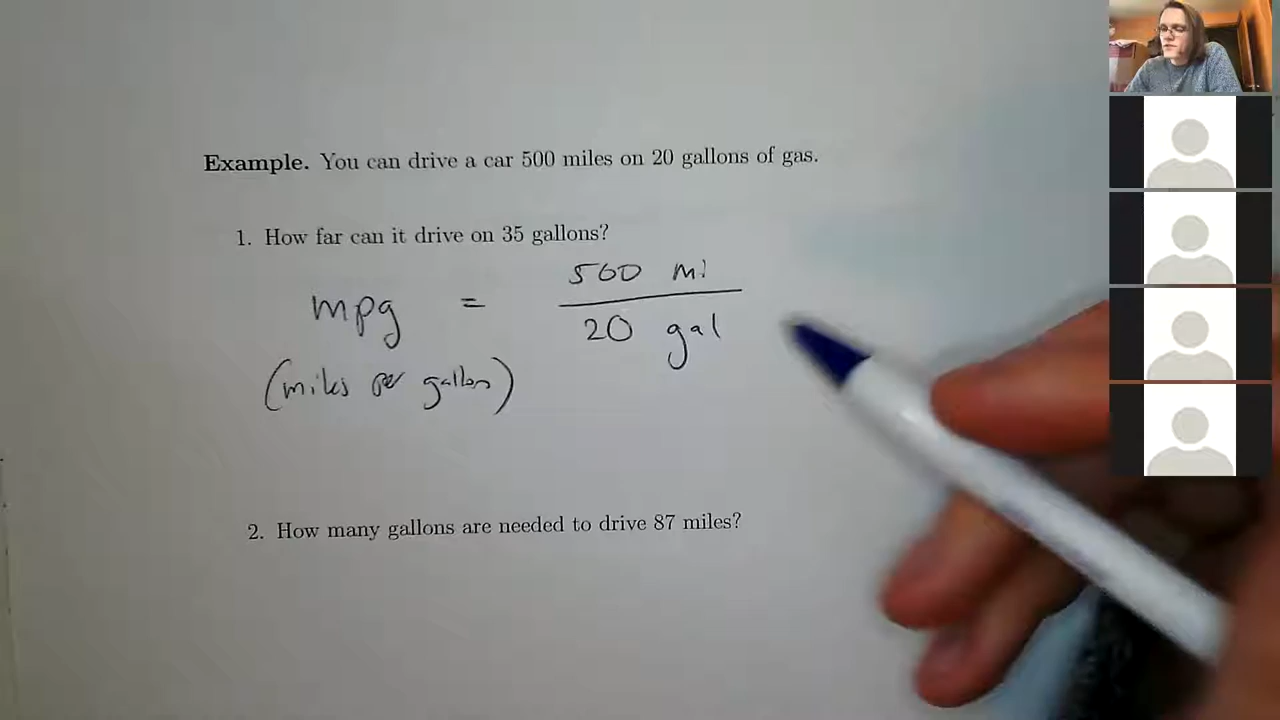 Example. You can drive a car 500 miles on 20 gallons of gas.
1. How far can it drive on 35 gallons?
mpg = 500 mi / 20 gal
(miles per gallon)
2. How many gallons are needed to drive 87 miles?